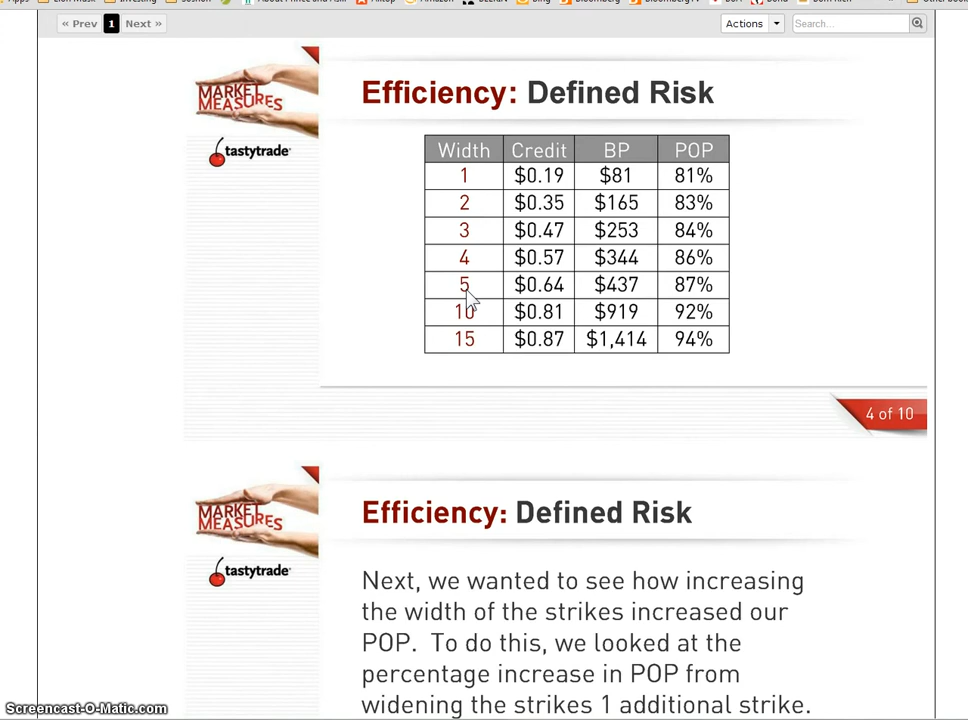 « Prev 1 Next »
Actions Search...
MARKET
MEASURES
tastytrade
Efficiency: Defined Risk
Width Credit BP POP
1 $0.19 $81 81%
2 $0.35 $165 83%
3 $0.47 $253 84%
4 $0.57 $344 86%
5 $0.64 $437 87%
10 $0.81 $919 92%
15 $0.87 $1,414 94%
4 of 10
MARKET
MEASURES
tastytrade
Efficiency: Defined Risk
Next, we wanted to see how increasing
the width of the strikes increased our
POP. To do this, we looked at the
percentage increase in POP from
widening the strikes 1 additional strike.
Screencast-O-Matic.com